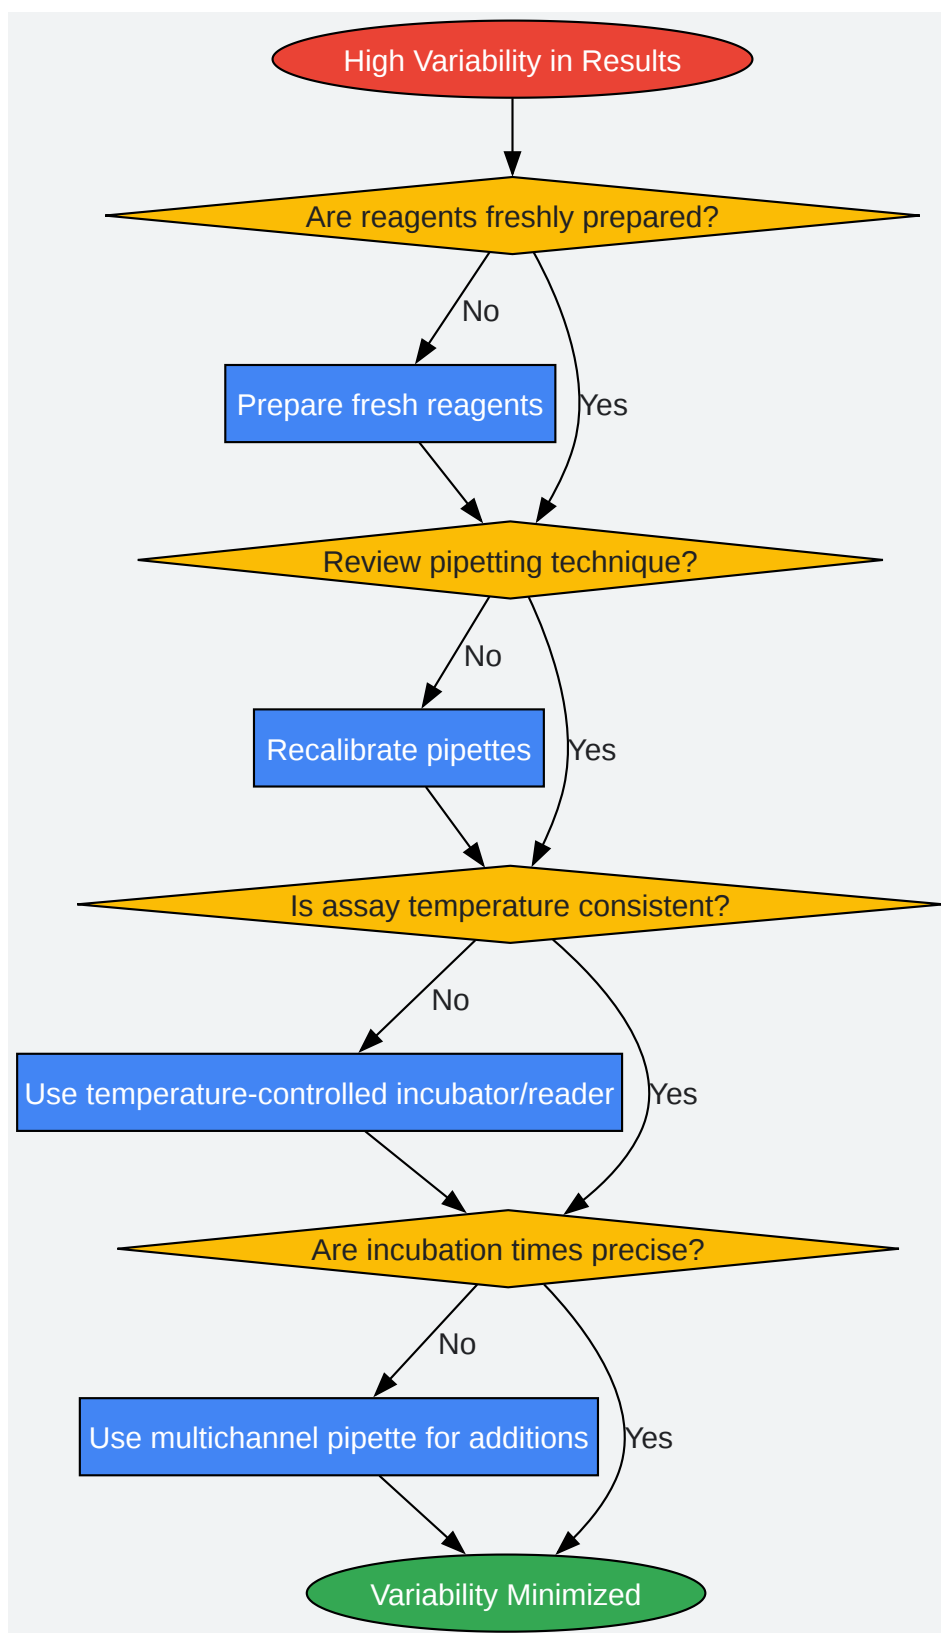 High Variability in Results
Are reagents freshly prepared?
No
Prepare fresh reagents
Yes
Review pipetting technique?
No
Recalibrate pipettes
Yes
Is assay temperature consistent?
No
Use temperature-controlled incubator/reader
Yes
Are incubation times precise?
No
Use multichannel pipette for additions
Yes
Variability Minimized